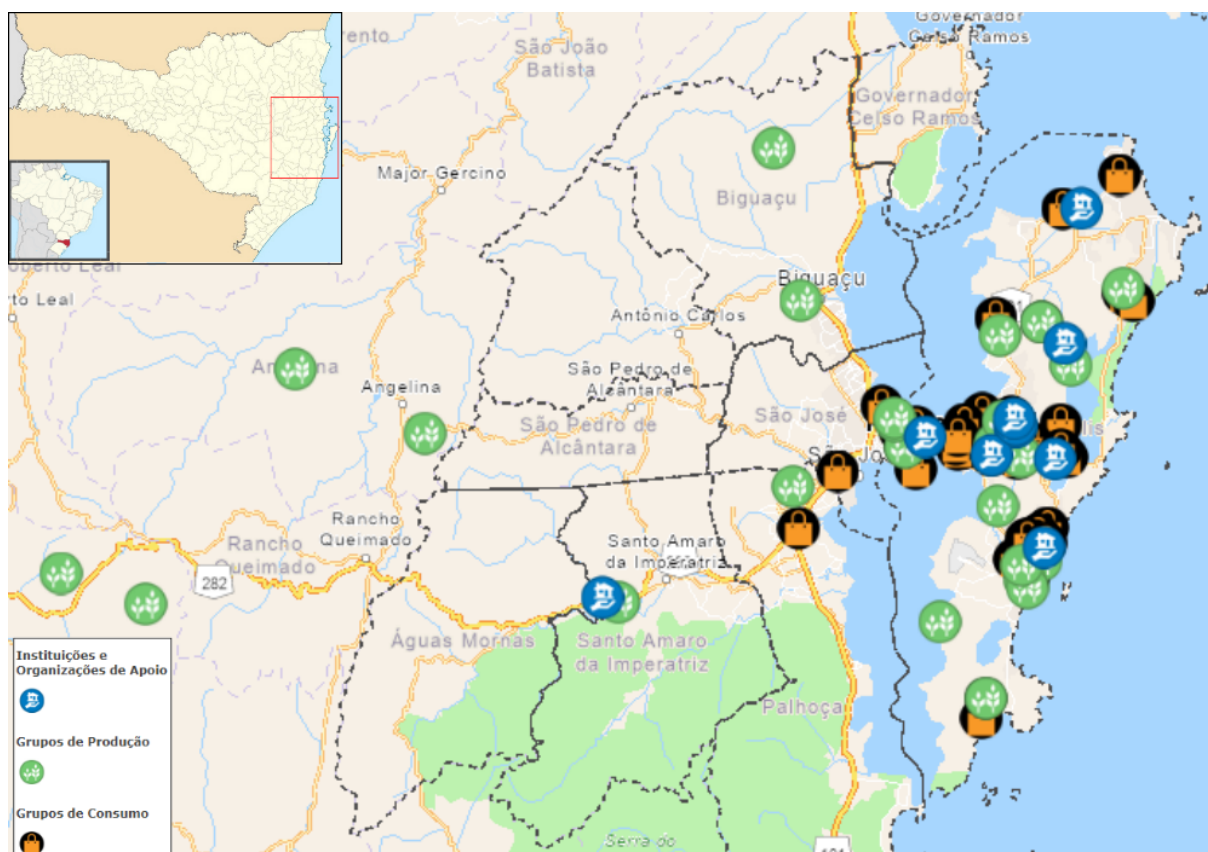 Governador
Celso Ramos
São João
Batista
Governador
Celso Ramos
Major Gercino
Biguaçu
Roberto Leal
Leal
Biguaçu
Antônio Carlos
São Pedro de
Alcântara
Angelina
São José
São Pedro de
Alcântara
Rancho
Queimado
Santo Amaro
da Imperatriz
Rancho
Queimado
282
Águas Mornas
Santo Amaro
da Imperatriz
Palhoça
Instituições e
Organizações de Apoio
Grupos de Produção
Grupos de Consumo
Serra do